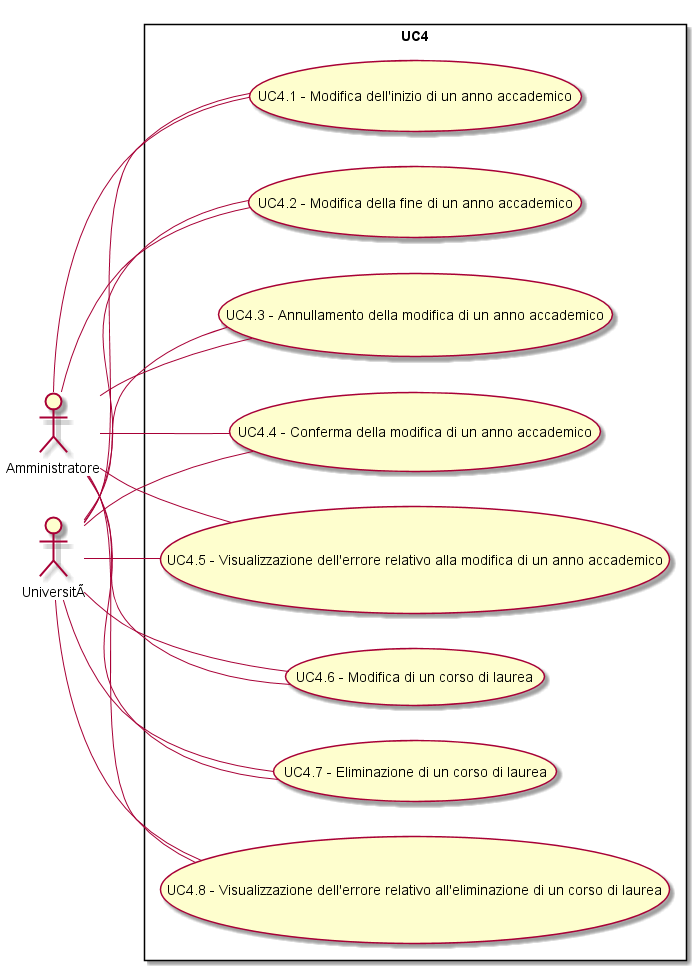 UC4
UC4.1 - Modifica dell'inizio di un anno accademico
UC4.2 - Modifica della fine di un anno accademico
UC4.3 - Annullamento della modifica di un anno accademico
UC4.4 - Conferma della modifica di un anno accademico
Amministratore
UC4.5 - Visualizzazione dell'errore relativo alla modifica di un anno accademico
UniversitÃ
UC4.6 - Modifica di un corso di laurea
UC4.7 - Eliminazione di un corso di laurea
UC4.8 - Visualizzazione dell'errore relativo all'eliminazione di un corso di laurea